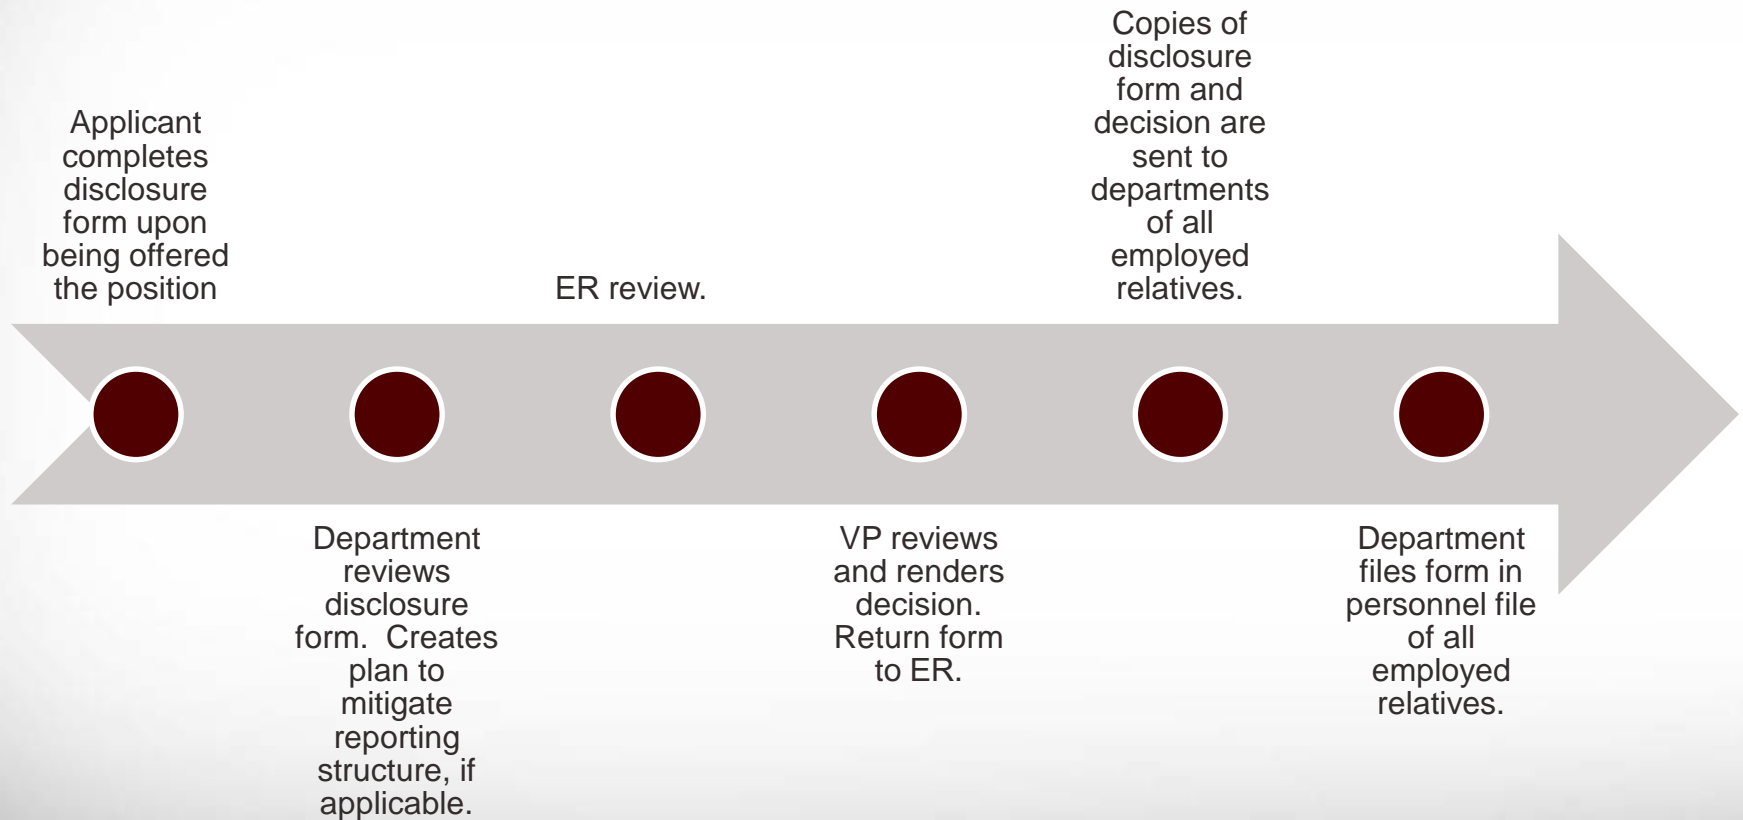 Applicant
completes
disclosure
form upon
being offered
the position
Department
reviews
disclosure
form.  Creates
plan to
mitigate
reporting
structure, if
applicable.
ER review.
VP reviews
and renders
decision.
Return form
to ER.
Copies of
disclosure
form and
decision are
sent to
departments
of all
employed
relatives.
Department
files form in
personnel file
of all
employed
relatives.